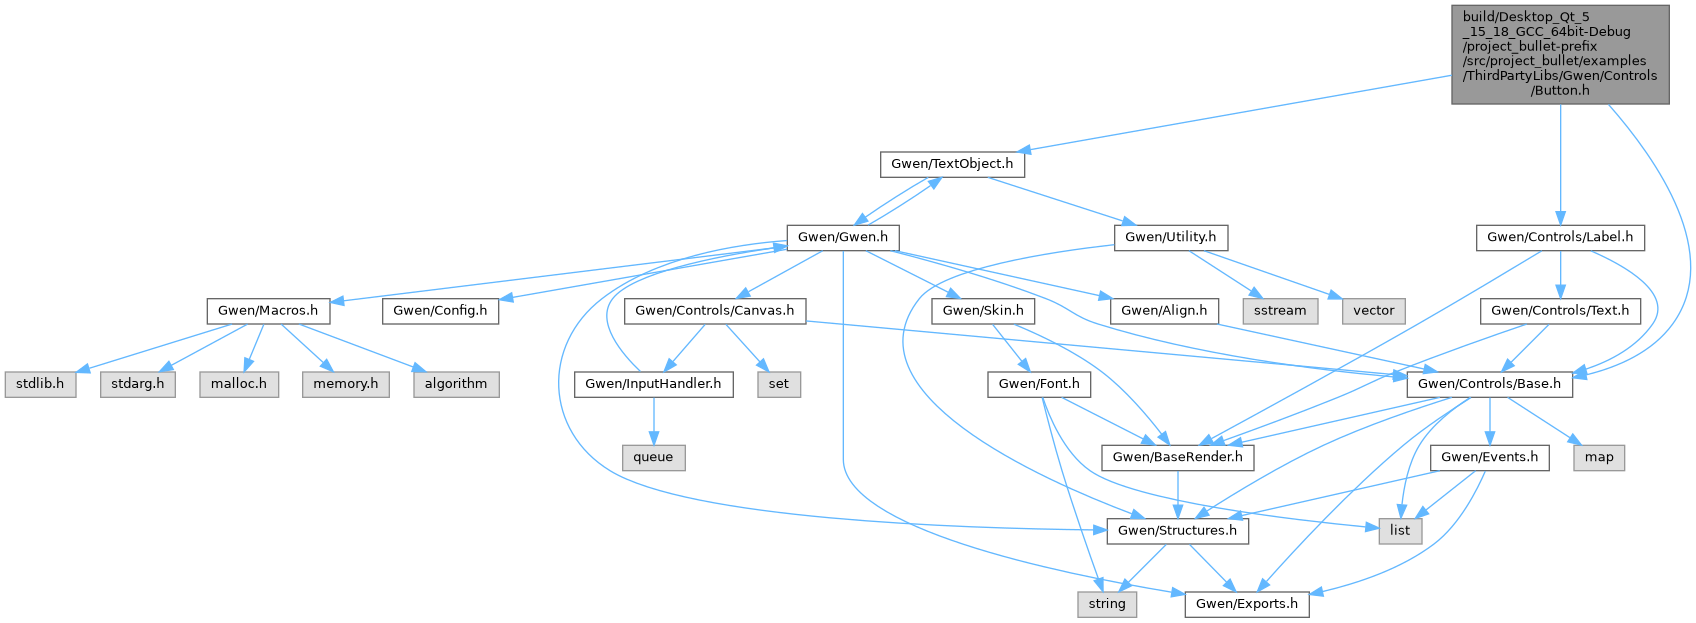 build/Desktop_Qt_5
_15_18_GCC_64bit-Debug
/project_bullet-prefix
/src/project_bullet/examples
/ThirdPartyLibs/Gwen/Controls
/Button.h
Gwen/TextObject.h
Gwen/Gwen.h
Gwen/Utility.h
Gwen/Controls/Label.h
Gwen/Macros.h
Gwen/Config.h
Gwen/Controls/Canvas.h
Gwen/Skin.h
Gwen/Align.h
sstream
vector
Gwen/Controls/Text.h
stdlib.h
stdarg.h
malloc.h
memory.h
algorithm
Gwen/InputHandler.h
set
Gwen/Font.h
Gwen/Controls/Base.h
queue
Gwen/BaseRender.h
Gwen/Events.h
map
Gwen/Structures.h
list
string
Gwen/Exports.h